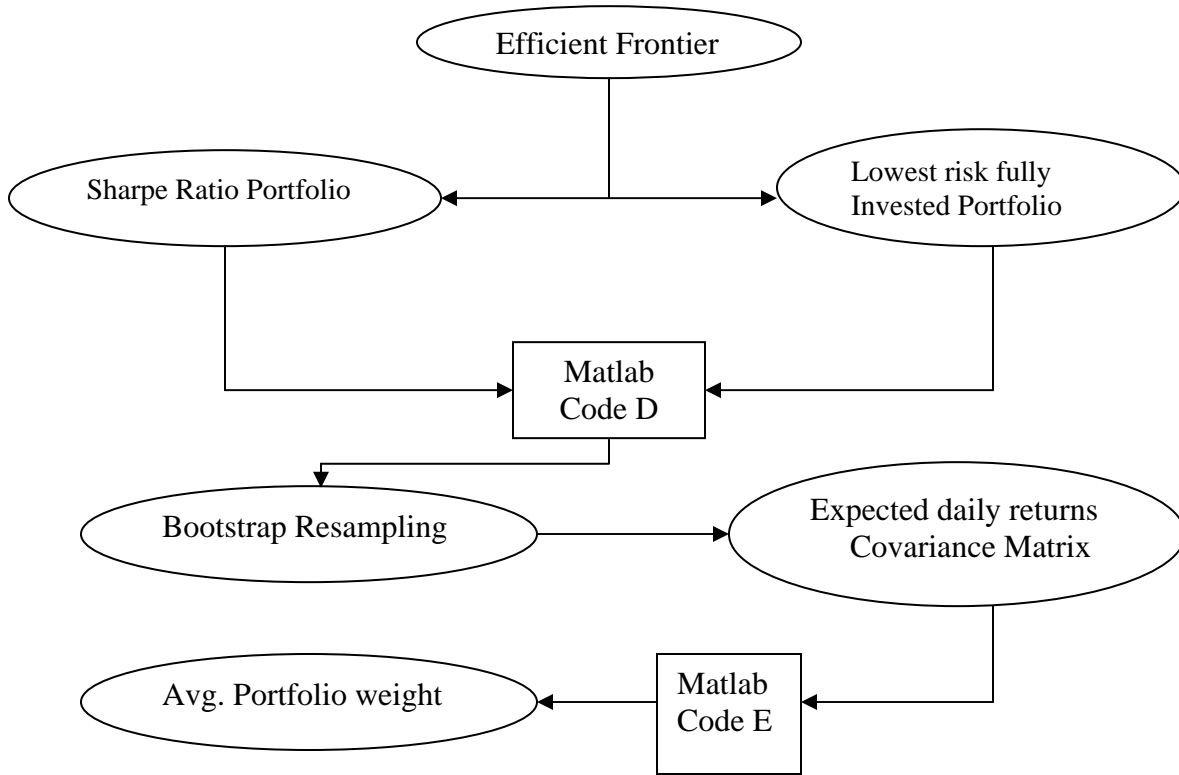 Efficient Frontier
Sharpe Ratio Portfolio
Lowest risk fully
Invested Portfolio
Matlab
Code D
Bootstrap Resampling
Expected daily returns
Covariance Matrix
Avg. Portfolio weight
Matlab
Code E